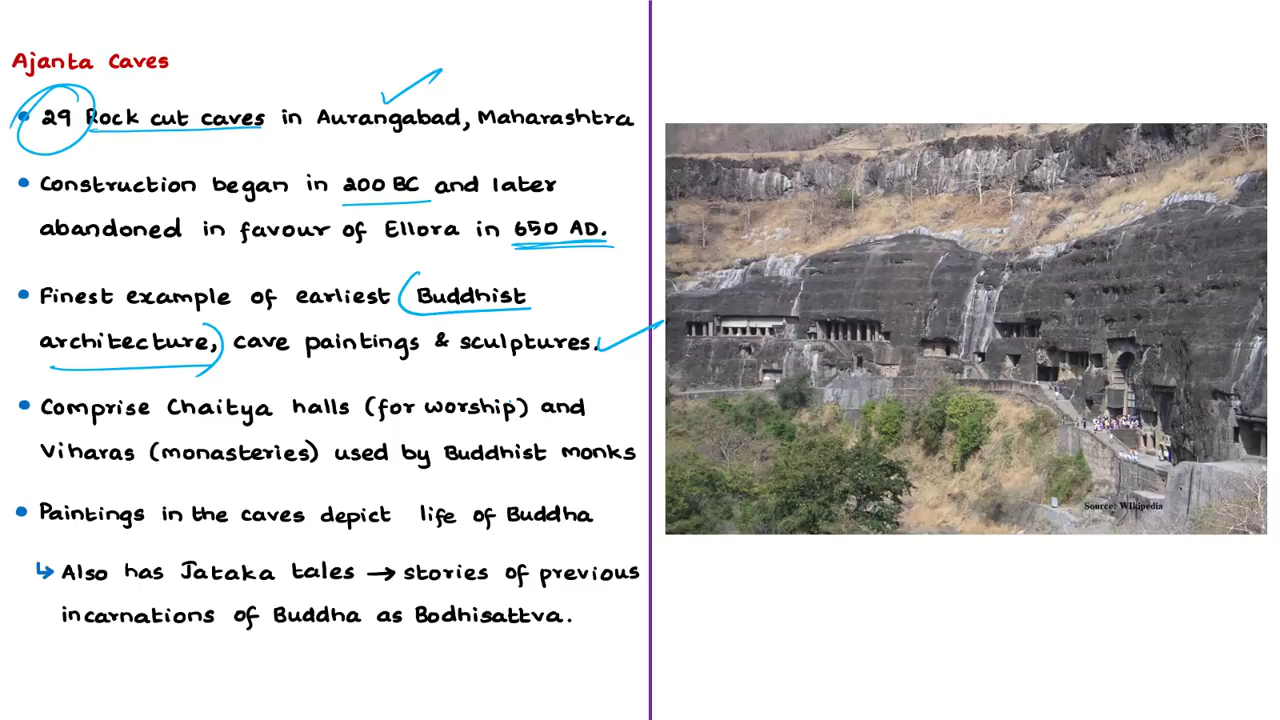 Ajanta Caves
• 29 Rock cut caves in Aurangabad, Maharashtra
• Construction began in 200 BC and later
abandoned in favour of Ellora in 650 AD.
• Finest example of earliest Buddhist
architecture, cave paintings & sculptures.
• Comprise Chaitya halls (for worship) and
Viharas (monasteries) used by Buddhist monks
• Paintings in the caves depict life of Buddha
↳ Also has Jataka tales → stories of previous
incarnations of Buddha as Bodhisattva.
Source: WIkipedia